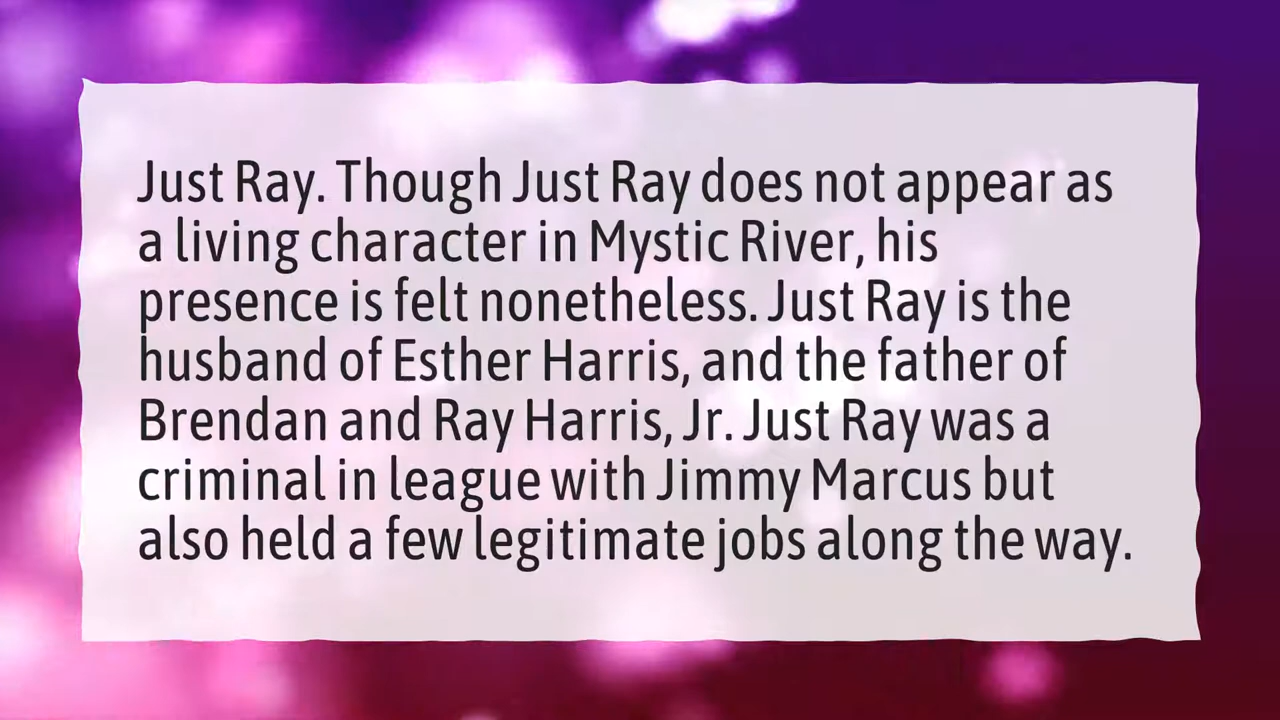 Just Ray. Though Just Ray does not appear as
a living character in Mystic River, his
presence is felt nonetheless. Just Ray is the
husband of Esther Harris, and the father of
Brendan and Ray Harris, Jr. Just Ray was a
criminal in league with Jimmy Marcus but
also held a few legitimate jobs along the way.